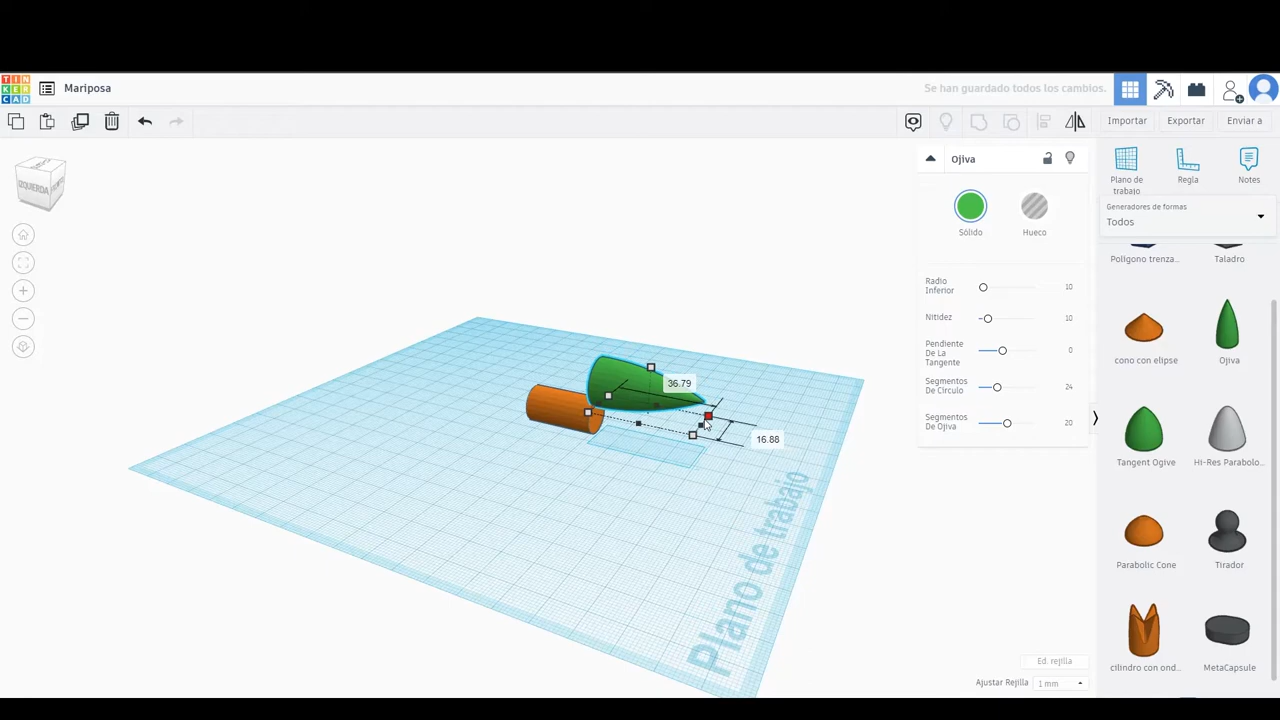 TIN
KER
CAD
Mariposa
Se han guardado todos los cambios.
Importar
Exportar
Enviar a
IZQUIERDA
Ojiva
Sólido
Hueco
Radio
Inferior
10
Nitidez
10
Pendiente
De La
Tangente
0
Segmentos
De Círculo
24
Segmentos
De Ojiva
20
Plano de
trabajo
Regla
Notes
Generadores de formas
Todos
Polígono trenza...
Taladro
cono con elipse
Ojiva
Tangent Ogive
Hi-Res Parabolo...
Parabolic Cone
Tirador
cilindro con ond...
MetaCapsule
36.79
16.88
Plano de trabajo
Ed. rejilla
Ajustar Rejilla
1 mm